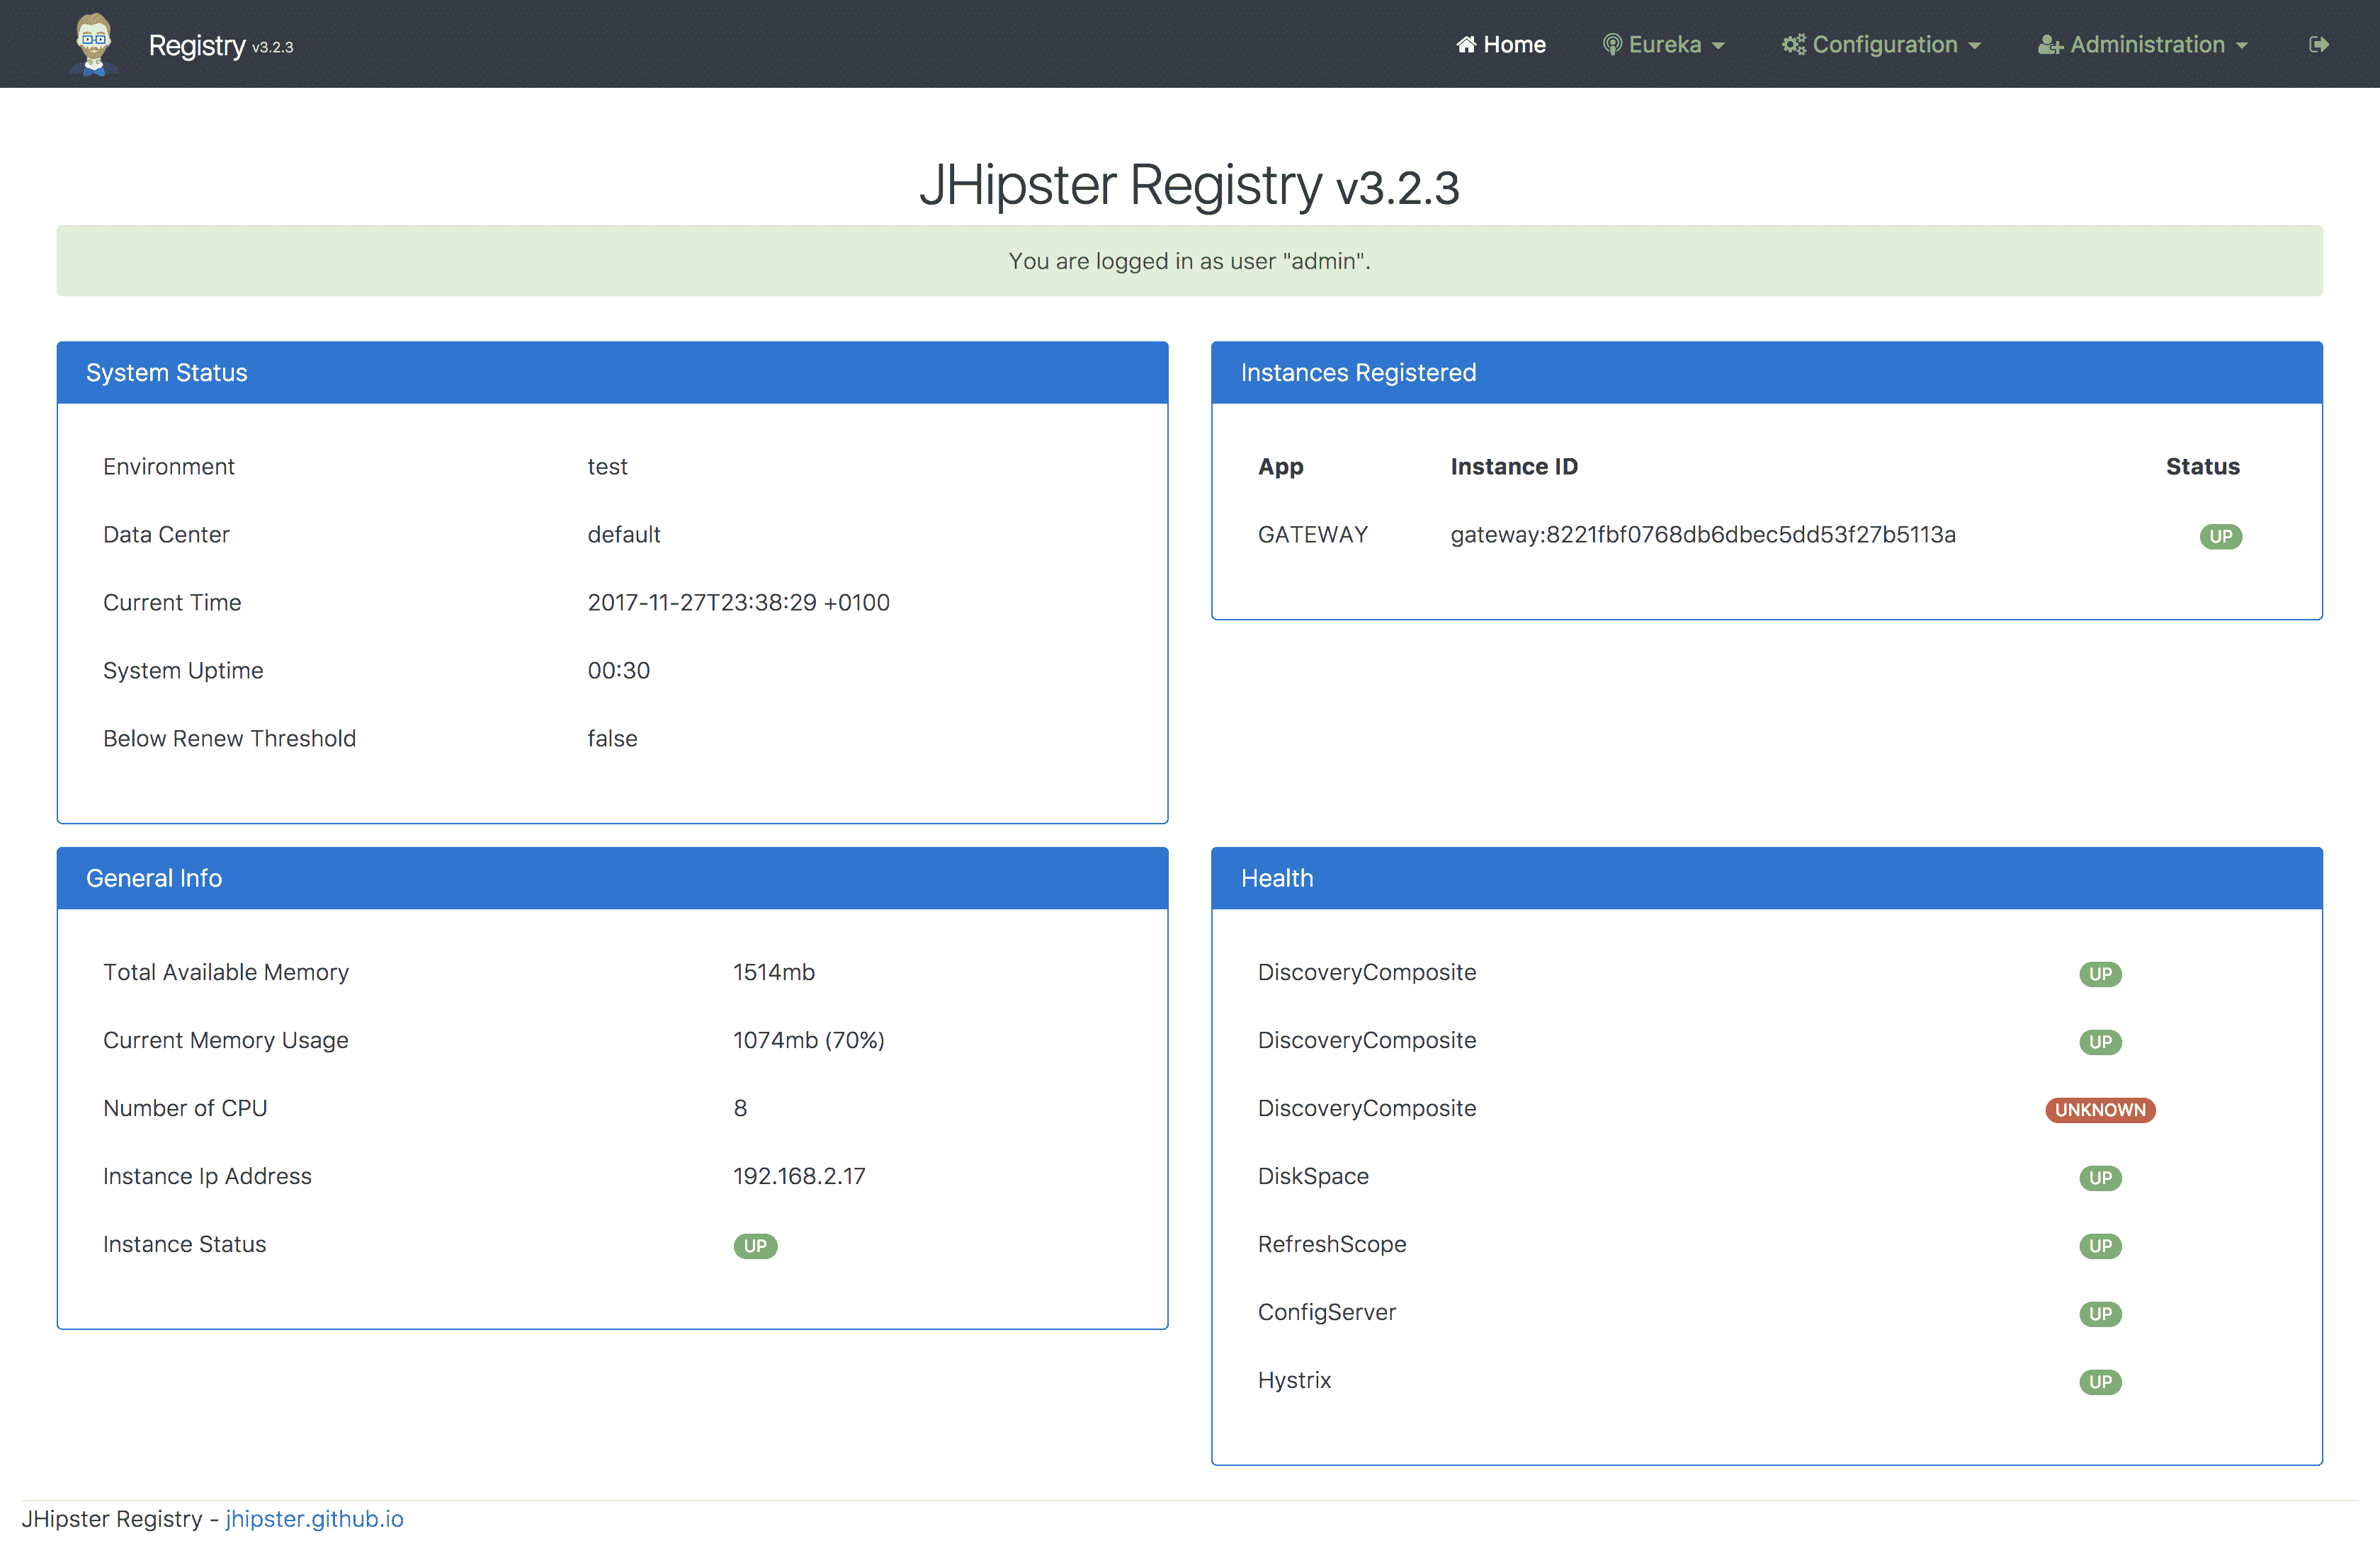 Registry v3.2.3
Home Eureka Configuration Administration
JHipster Registry v3.2.3
You are logged in as user "admin".
System Status
Environment test
Data Center default
Current Time 2017-11-27T23:38:29 +0100
System Uptime 00:30
Below Renew Threshold false
Instances Registered
App Instance ID Status
GATEWAY gateway:8221fbf0768db6dbec5dd53f27b5113a UP
General Info
Total Available Memory 1514mb
Current Memory Usage 1074mb (70%)
Number of CPU 8
Instance Ip Address 192.168.2.17
Instance Status UP
Health
DiscoveryComposite UP
DiscoveryComposite UP
DiscoveryComposite UNKNOWN
DiskSpace UP
RefreshScope UP
ConfigServer UP
Hystrix UP
JHipster Registry - jhipster.github.io